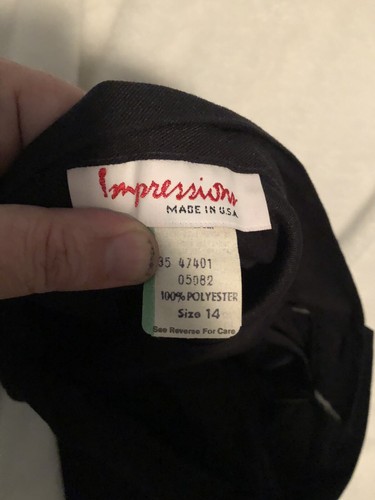 Impressions
MADE IN U.S.A.
35 47401
05082
100% POLYESTER
Size 14
See Reverse For Care